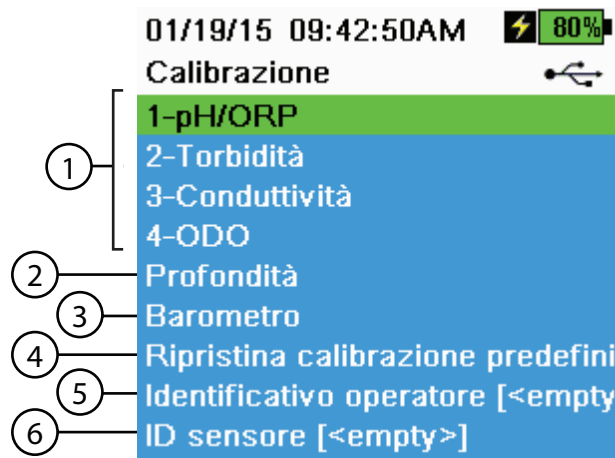 01/19/15 09:42:50AM 80%
Calibrazione
1-pH/ORP
2-Torbidità
3-Conduttività
4-ODO
Profondità
Barometro
Ripristina calibrazione predefini
Identificativo operatore [<empty
ID sensore [<empty>]
1
2
3
4
5
6